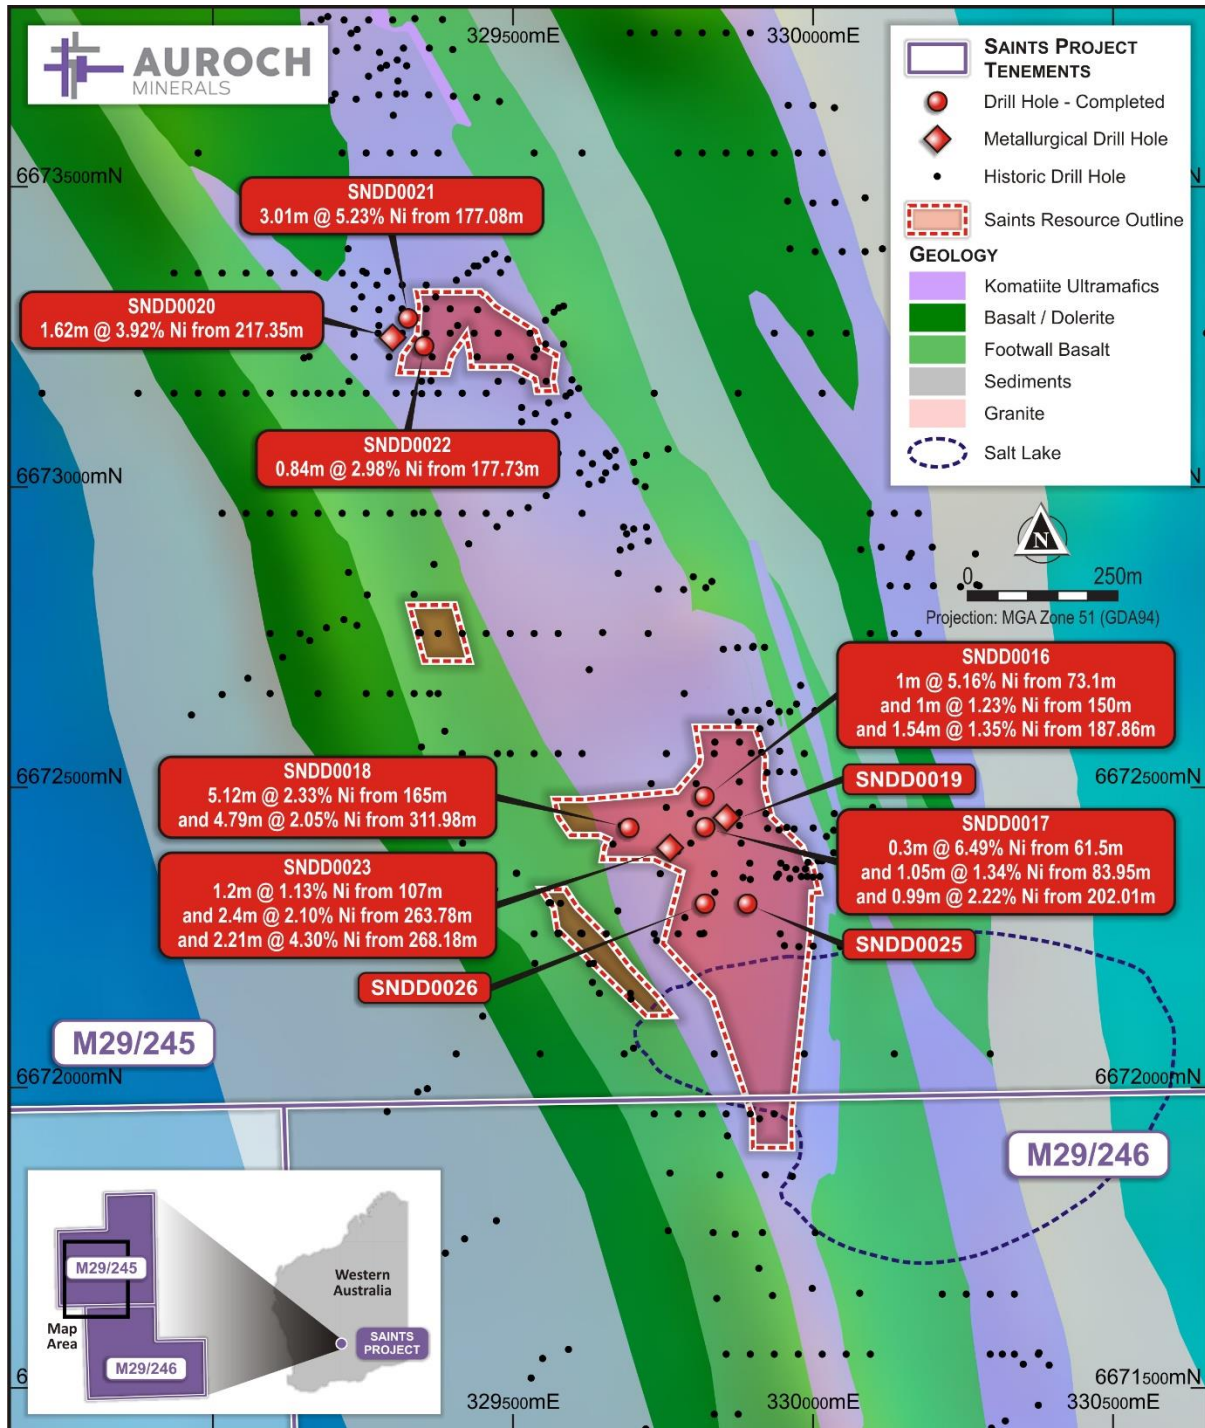 AUROCH
MINERALS
329500mE
330000mE
SAINTS PROJECT
TENEMENTS
Drill Hole - Completed
Metallurgical Drill Hole
Historic Drill Hole
Saints Resource Outline
GEOLOGY
Komatiite Ultramafics
Basalt / Dolerite
Footwall Basalt
Sediments
Granite
Salt Lake
6673500mN
SNDD0021
3.01m @ 5.23% Ni from 177.08m
SNDD0020
1.62m @ 3.92% Ni from 217.35m
SNDD0022
0.84m @ 2.98% Ni from 177.73m
6673000mN
N
0
250m
Projection: MGA Zone 51 (GDA94)
SNDD0016
1m @ 5.16% Ni from 73.1m
and 1m @ 1.23% Ni from 150m
and 1.54m @ 1.35% Ni from 187.86m
6672500mN
6672500mN
SNDD0018
5.12m @ 2.33% Ni from 165m
and 4.79m @ 2.05% Ni from 311.98m
SNDD0019
SNDD0017
0.3m @ 6.49% Ni from 61.5m
and 1.05m @ 1.34% Ni from 83.95m
and 0.99m @ 2.22% Ni from 202.01m
SNDD0023
1.2m @ 1.13% Ni from 107m
and 2.4m @ 2.10% Ni from 263.78m
and 2.21m @ 4.30% Ni from 268.18m
SNDD0025
SNDD0026
M29/245
6672000mN
6672000mN
M29/246
M29/245
Map
Area
M29/246
Western
Australia
SAINTS
PROJECT
6671500mN
329500mE
330000mE
330500mE